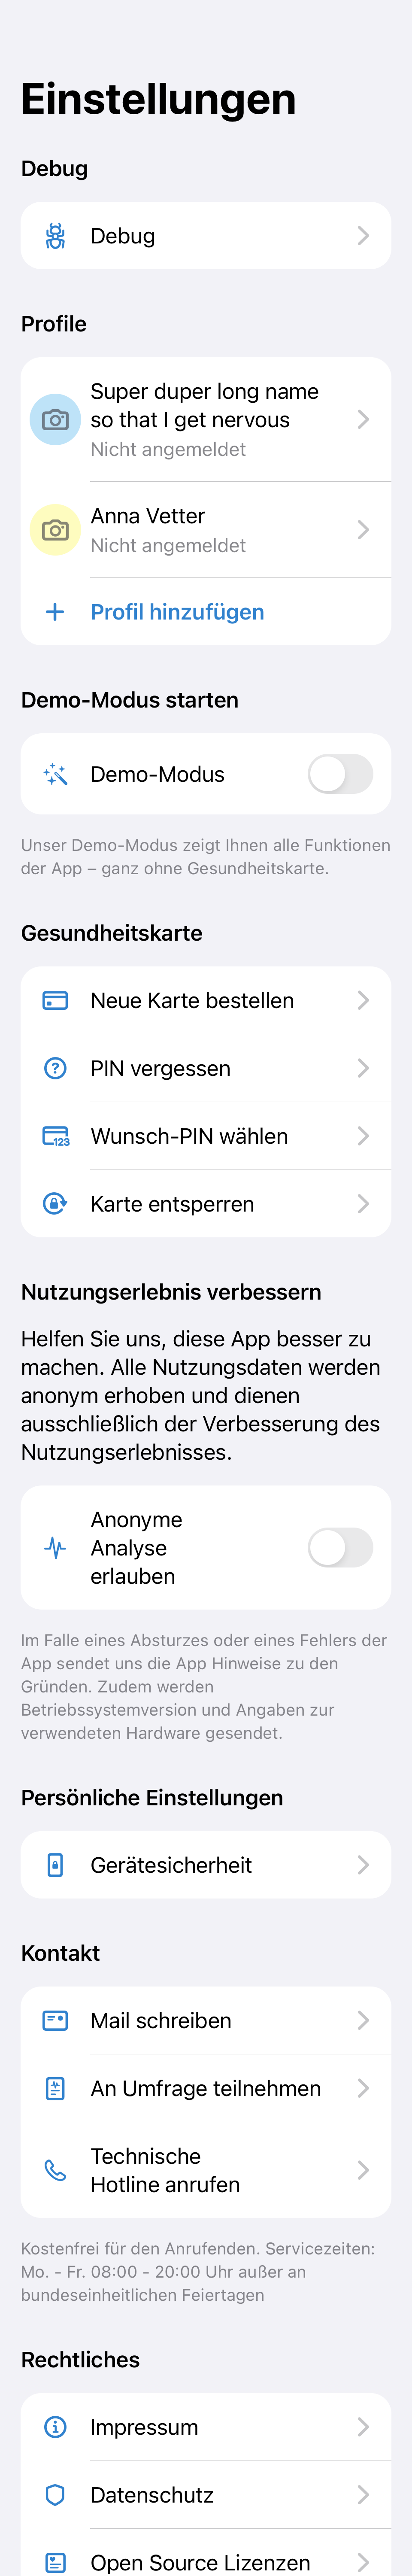 Einstellungen
Debug
Debug
Profile
Super duper long name
so that I get nervous
Nicht angemeldet
Anna Vetter
Nicht angemeldet
Profil hinzufügen
Demo-Modus starten
Demo-Modus
Unser Demo-Modus zeigt Ihnen alle Funktionen
der App – ganz ohne Gesundheitskarte.
Gesundheitskarte
Neue Karte bestellen
PIN vergessen
123
Wunsch-PIN wählen
Karte entsperren
Nutzungserlebnis verbessern
Helfen Sie uns, diese App besser zu
machen. Alle Nutzungsdaten werden
anonym erhoben und dienen
ausschließlich der Verbesserung des
Nutzungserlebnisses.
Anonyme
Analyse
erlauben
Im Falle eines Absturzes oder eines Fehlers der
App sendet uns die App Hinweise zu den
Gründen. Zudem werden
Betriebssystemversion und Angaben zur
verwendeten Hardware gesendet.
Persönliche Einstellungen
Gerätesicherheit
Kontakt
Mail schreiben
An Umfrage teilnehmen
Technische
Hotline anrufen
Kostenfrei für den Anrufenden. Servicezeiten:
Mo. - Fr. 08:00 - 20:00 Uhr außer an
bundeseinheitlichen Feiertagen
Rechtliches
Impressum
Datenschutz
Open Source Lizenzen